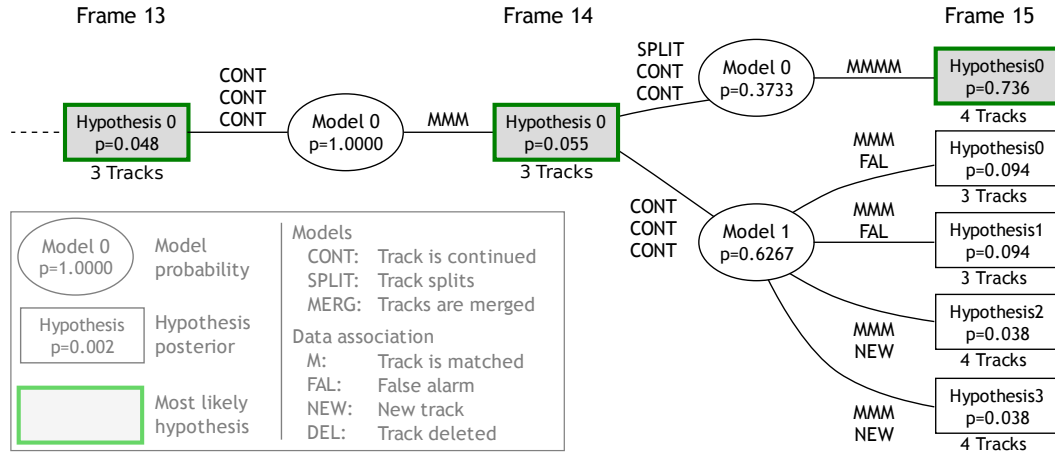 Frame 13
Frame 14
Frame 15
CONT
CONT
CONT
Hypothesis 0
p=0.048
3 Tracks
Model 0
p=1.0000
MMM
Hypothesis 0
p=0.055
3 Tracks
SPLIT
CONT
CONT
Model 0
p=0.3733
MMMM
Hypothesis0
p=0.736
4 Tracks
CONT
CONT
CONT
Model 1
p=0.6267
MMM
FAL
Hypothesis0
p=0.094
3 Tracks
MMM
FAL
Hypothesis1
p=0.094
3 Tracks
MMM
NEW
Hypothesis2
p=0.038
4 Tracks
MMM
NEW
Hypothesis3
p=0.038
4 Tracks
Model 0
p=1.0000
Model
probability
Hypothesis
p=0.002
Hypothesis
posterior
Most likely
hypothesis
Models
CONT: Track is continued
SPLIT: Track splits
MERG: Tracks are merged
Data association
M: Track is matched
FAL: False alarm
NEW: New track
DEL: Track deleted